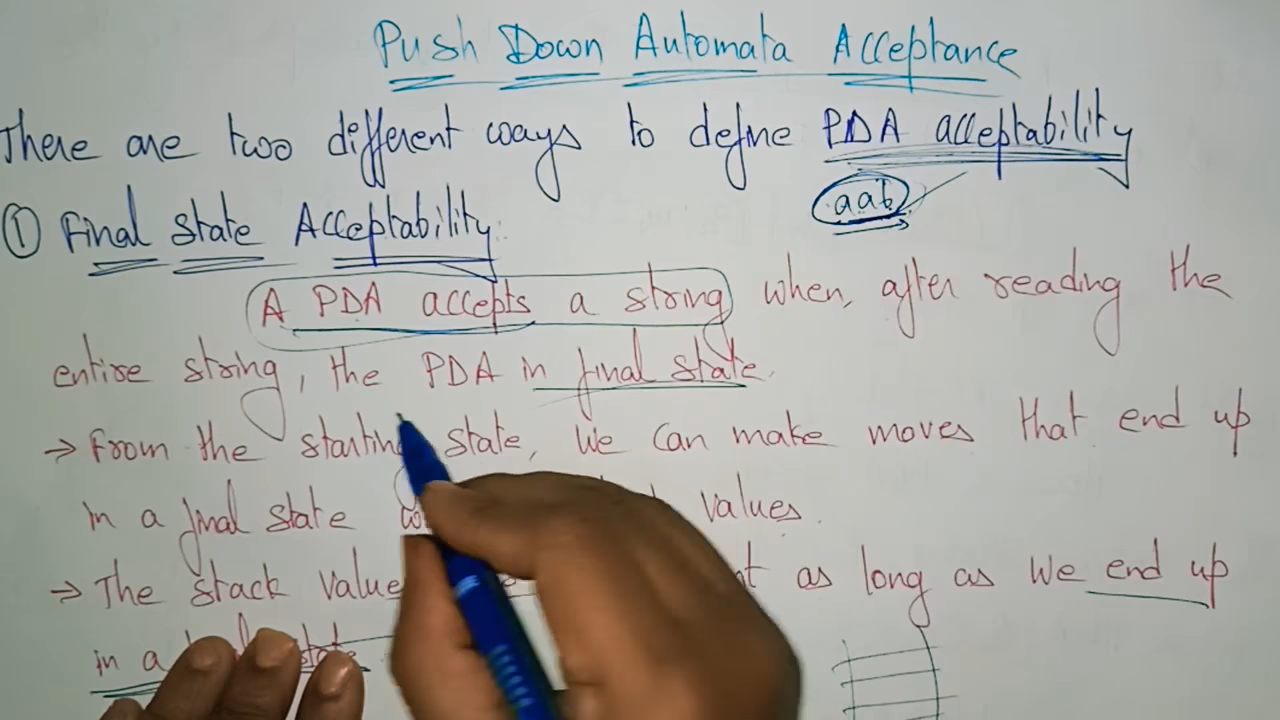 Push Down Automata Acceptance
There are two different ways to define PDA acceptability
aab
① Final state Acceptability:
A PDA accepts a string when, after reading the
entire string, the PDA in final state.
→ From the starting state, we can make moves that end up
in a final state values.
→ The stack value as long as we end up
in a state